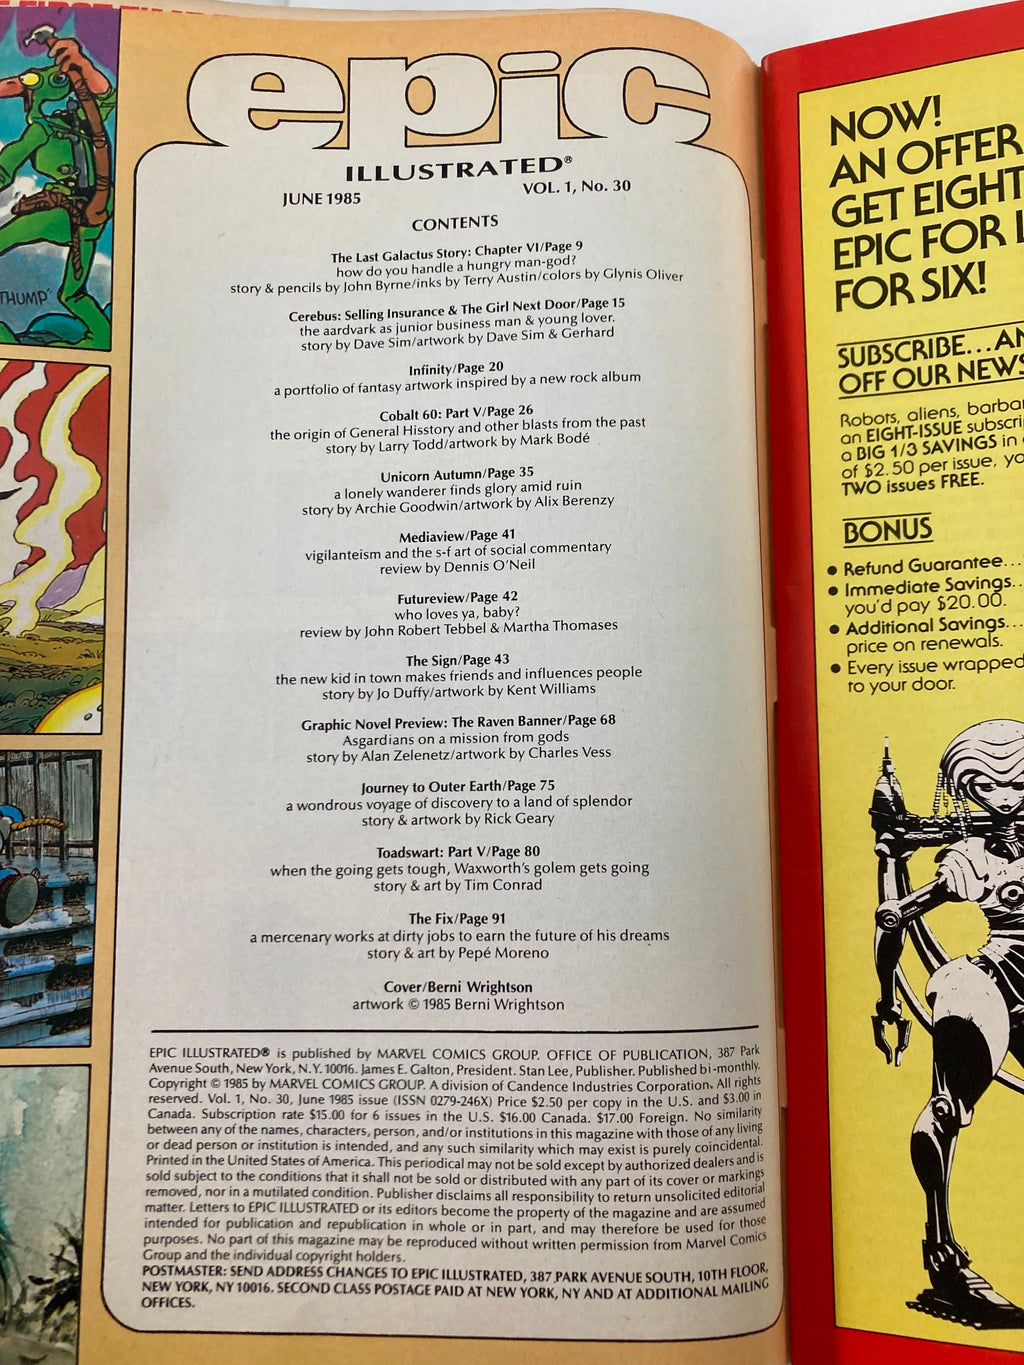 THUMP"
epic
ILLUSTRATED®
JUNE 1985
VOL. 1, No. 30
CONTENTS
The Last Galactus Story: Chapter VI/Page 9
how do you handle a hungry man-god?
story & pencils by John Byrne/inks by Terry Austin/colors by Glynis Oliver
Cerebus: Selling Insurance & The Girl Next Door/Page 15
the aardvark as junior business man & young lover.
story by Dave Sim/artwork by Dave Sim & Gerhard
Infinity/Page 20
a portfolio of fantasy artwork inspired by a new rock album
Cobalt 60: Part V/Page 26
the origin of General Hisstory and other blasts from the past
story by Larry Todd/artwork by Mark Bodé
Unicorn Autumn/Page 35
a lonely wanderer finds glory amid ruin
story by Archie Goodwin/artwork by Alix Berenzy
Mediaview/Page 41
vigilanteism and the s-f art of social commentary
review by Dennis O'Neil
Futureview/Page 42
who loves ya, baby?
review by John Robert Tebbel & Martha Thomases
The Sign/Page 43
the new kid in town makes friends and influences people
story by Jo Duffy/artwork by Kent Williams
Graphic Novel Preview: The Raven Banner/Page 68
Asgardians on a mission from gods
story by Alan Zelenetz/artwork by Charles Vess
Journey to Outer Earth/Page 75
a wondrous voyage of discovery to a land of splendor
story & artwork by Rick Geary
Toadswart: Part V/Page 80
when the going gets tough, Waxworth's golem gets going
story & art by Tim Conrad
The Fix/Page 91
a mercenary works at dirty jobs to earn the future of his dreams
story & art by Pepé Moreno
Cover/Berni Wrightson
artwork © 1985 Berni Wrightson
EPIC ILLUSTRATED® is published by MARVEL COMICS GROUP. OFFICE OF PUBLICATION, 387 Park
Avenue South, New York, N.Y. 10016. James E. Galton, President. Stan Lee, Publisher. Published bi-monthly.
Copyright © 1985 by MARVEL COMICS GROUP. A division of Candence Industries Corporation. All rights
reserved. Vol. 1, No. 30, June 1985 issue (ISSN 0279-246X) Price $2.50 per copy in the U.S. and $3.00 in
Canada. Subscription rate $15.00 for 6 issues in the U.S. $16.00 Canada. $17.00 Foreign. No similarity
between any of the names, characters, person, and/or institutions in this magazine with those of any living
or dead person or institution is intended, and any such similarity which may exist is purely coincidental.
Printed in the United States of America. This periodical may not be sold except by authorized dealers and is
sold subject to the conditions that it shall not be sold or distributed with any part of its cover or markings
removed, nor in a mutilated condition. Publisher disclaims all responsibility to return unsolicited editorial
matter. Letters to EPIC ILLUSTRATED or its editors become the property of the magazine and are assumed
intended for publication and republication in whole or in part, and may therefore be used for those
purposes. No part of this magazine may be reproduced without written permission from Marvel Comics
Group and the individual copyright holders.
POSTMASTER: SEND ADDRESS CHANGES TO EPIC ILLUSTRATED, 387 PARK AVENUE SOUTH, 10TH FLOOR,
NEW YORK, NY 10016. SECOND CLASS POSTAGE PAID AT NEW YORK, NY AND AT ADDITIONAL MAILING
OFFICES.
NOW!
AN OFFER
GET EIGHT
EPIC FOR
FOR SIX!
SUBSCRIBE...
OFF OUR NEWS
Robots, aliens,
an EIGHT-ISSUE
a BIG 1/3 SAVINGS in
of $2.50 per issue,
TWO issues FREE.
BONUS
• Refund Guarantee...
• Immediate Savings...
you'd pay $20.00.
• Additional Savings...
price on renewals.
• Every issue wrapped
to your door.